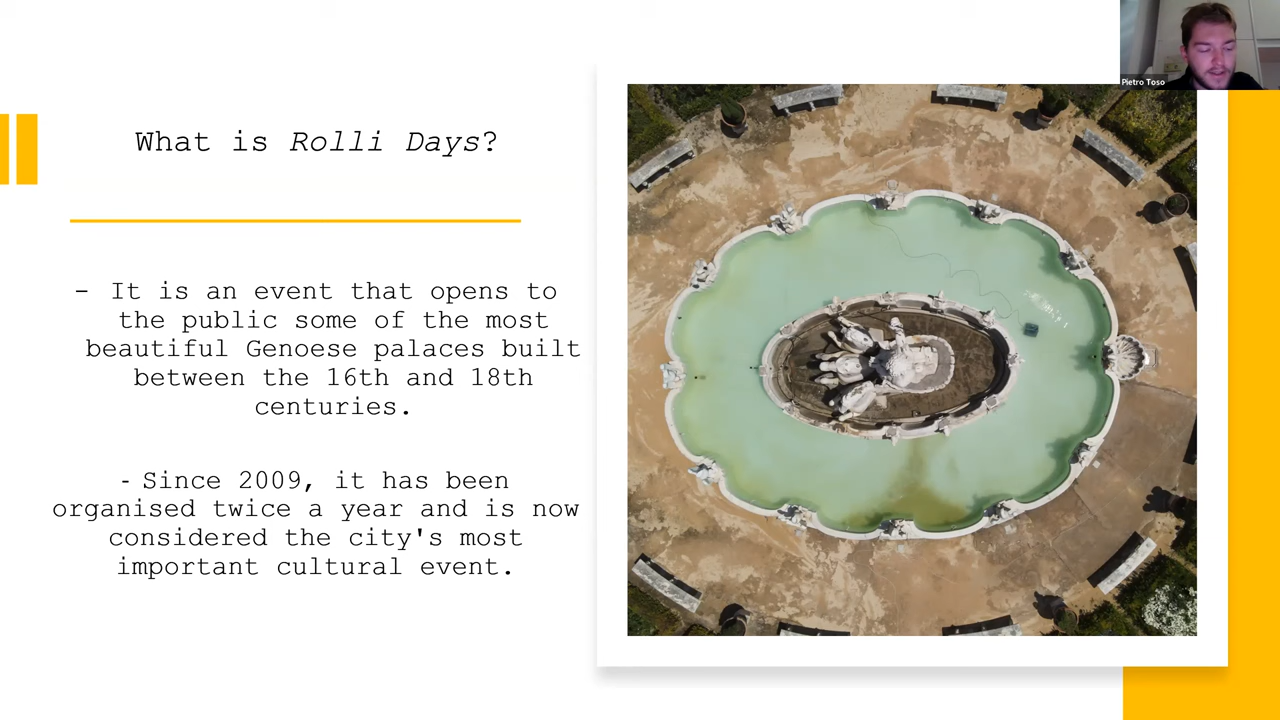 Pietro Toso
What is Rolli Days?
- It is an event that opens to
the public some of the most
beautiful Genoese palaces built
between the 16th and 18th
centuries.
- Since 2009, it has been
organised twice a year and is now
considered the city's most
important cultural event.